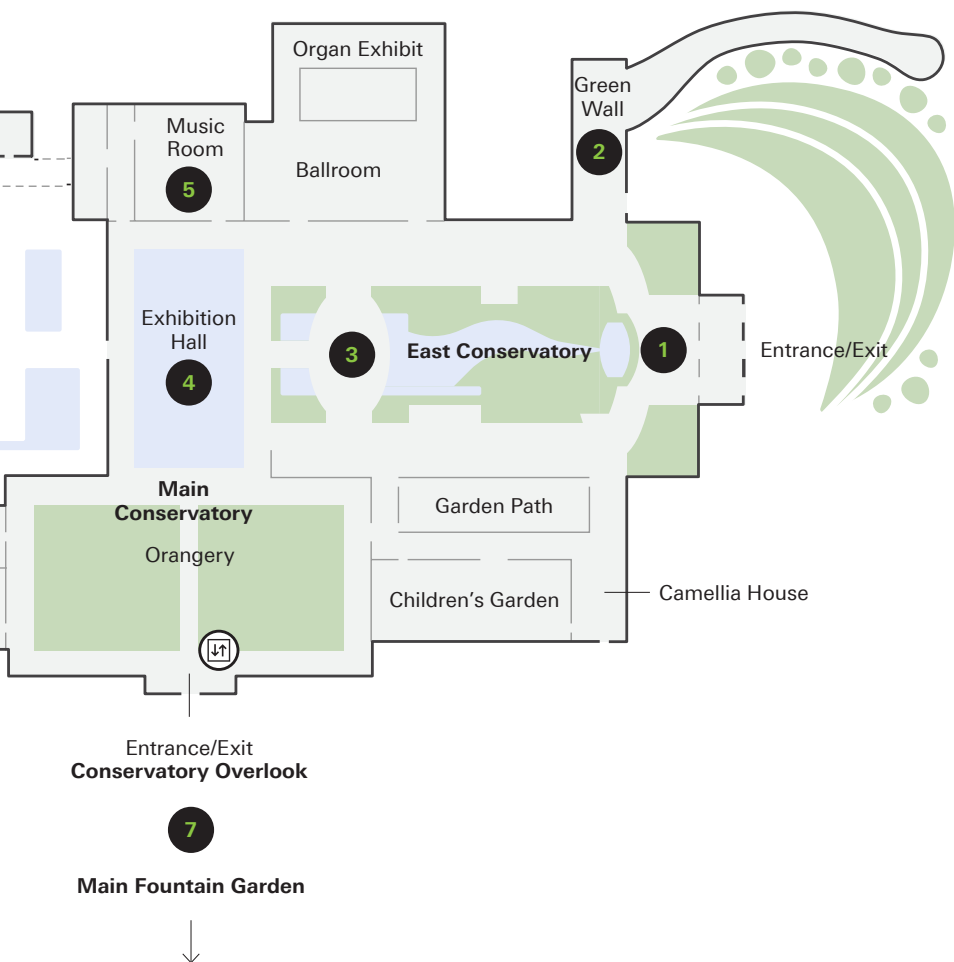 Organ Exhibit
Green
Wall
2
Music
Room
5
Ballroom
Exhibition
Hall
4
3
East Conservatory
1
Entrance/Exit
Main
Conservatory
Orangery
Garden Path
Children's Garden
Camellia House
Entrance/Exit
Conservatory Overlook
7
Main Fountain Garden